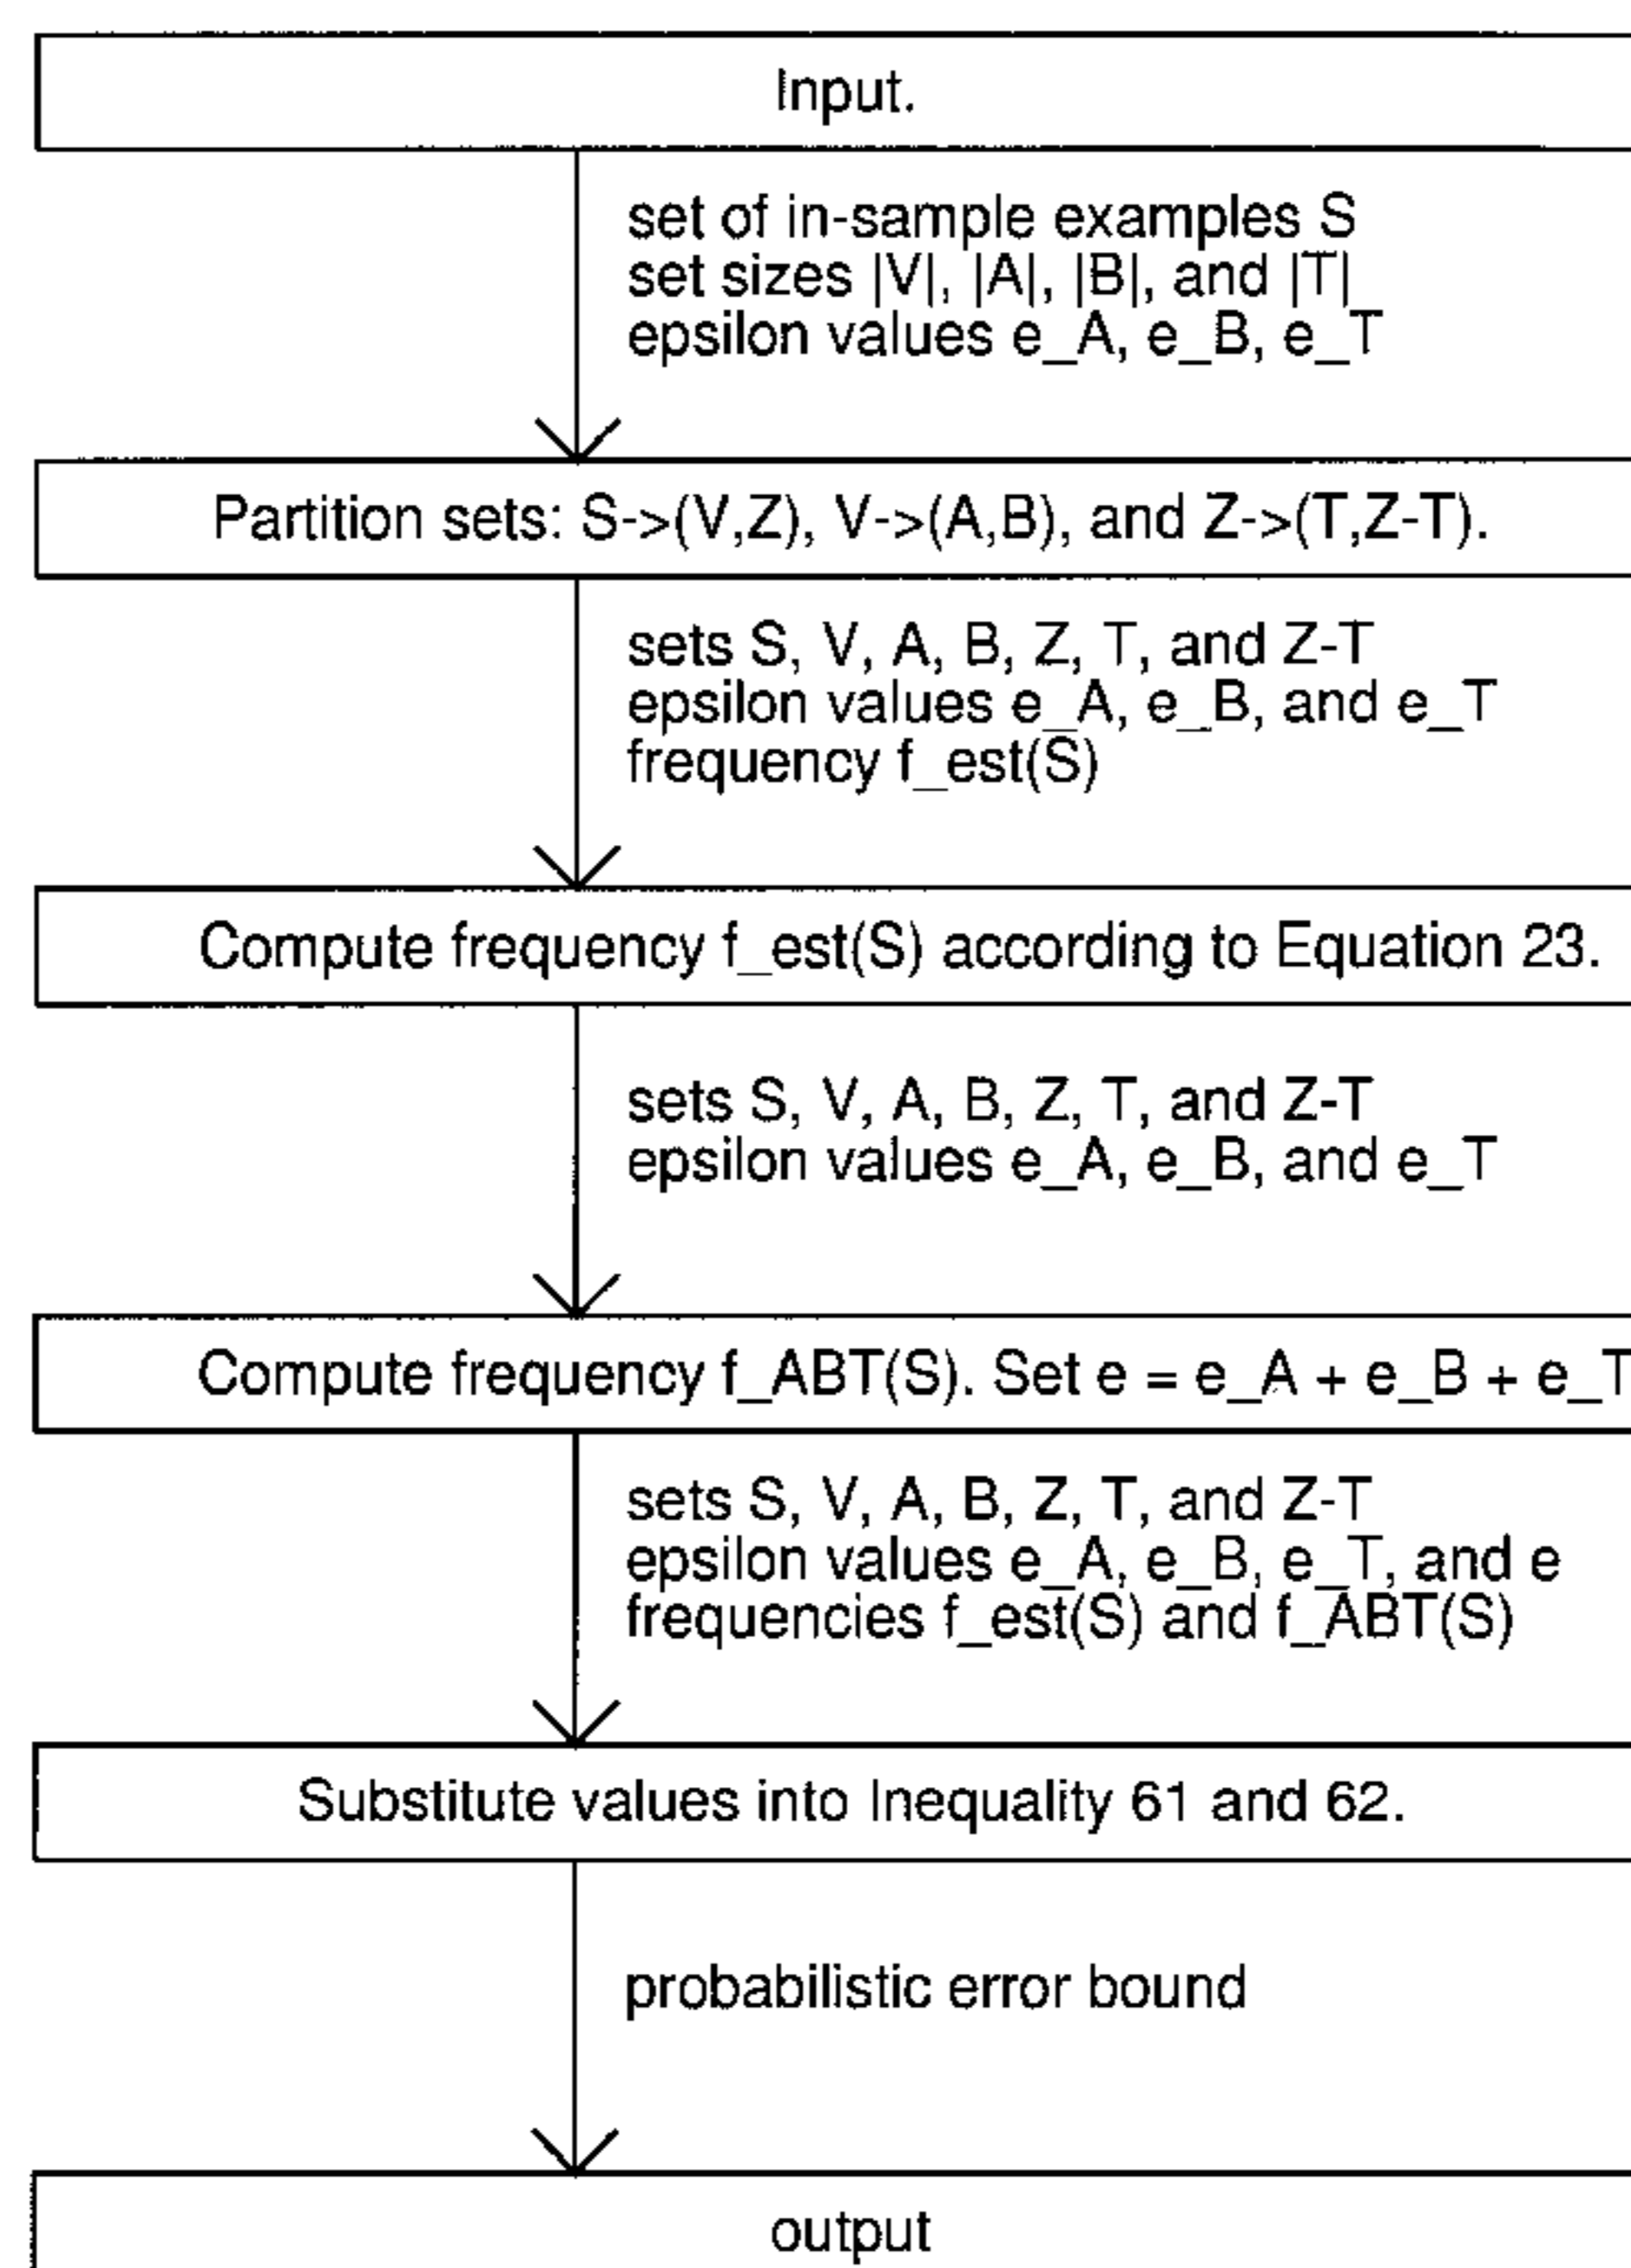 Input.
set of in-sample examples S
set sizes |V|, |A|, |B|, and |T|
epsilon values e_A, e_B, e_T
Partition sets: S->(V,Z), V->(A,B), and Z->(T,Z-T).
sets S, V, A, B, Z, T, and Z-T
epsilon values e_A, e_B, and e_T
frequency f_est(S)
Compute frequency f_est(S) according to Equation 23.
sets S, V, A, B, Z, T, and Z-T
epsilon values e_A, e_B, and e_T
Compute frequency f_ABT(S). Set e = e_A + e_B + e_T
sets S, V, A, B, Z, T, and Z-T
epsilon values e_A, e_B, e_T, and e
frequencies f_est(S) and f_ABT(S)
Substitute values into Inequality 61 and 62.
probabilistic error bound
output